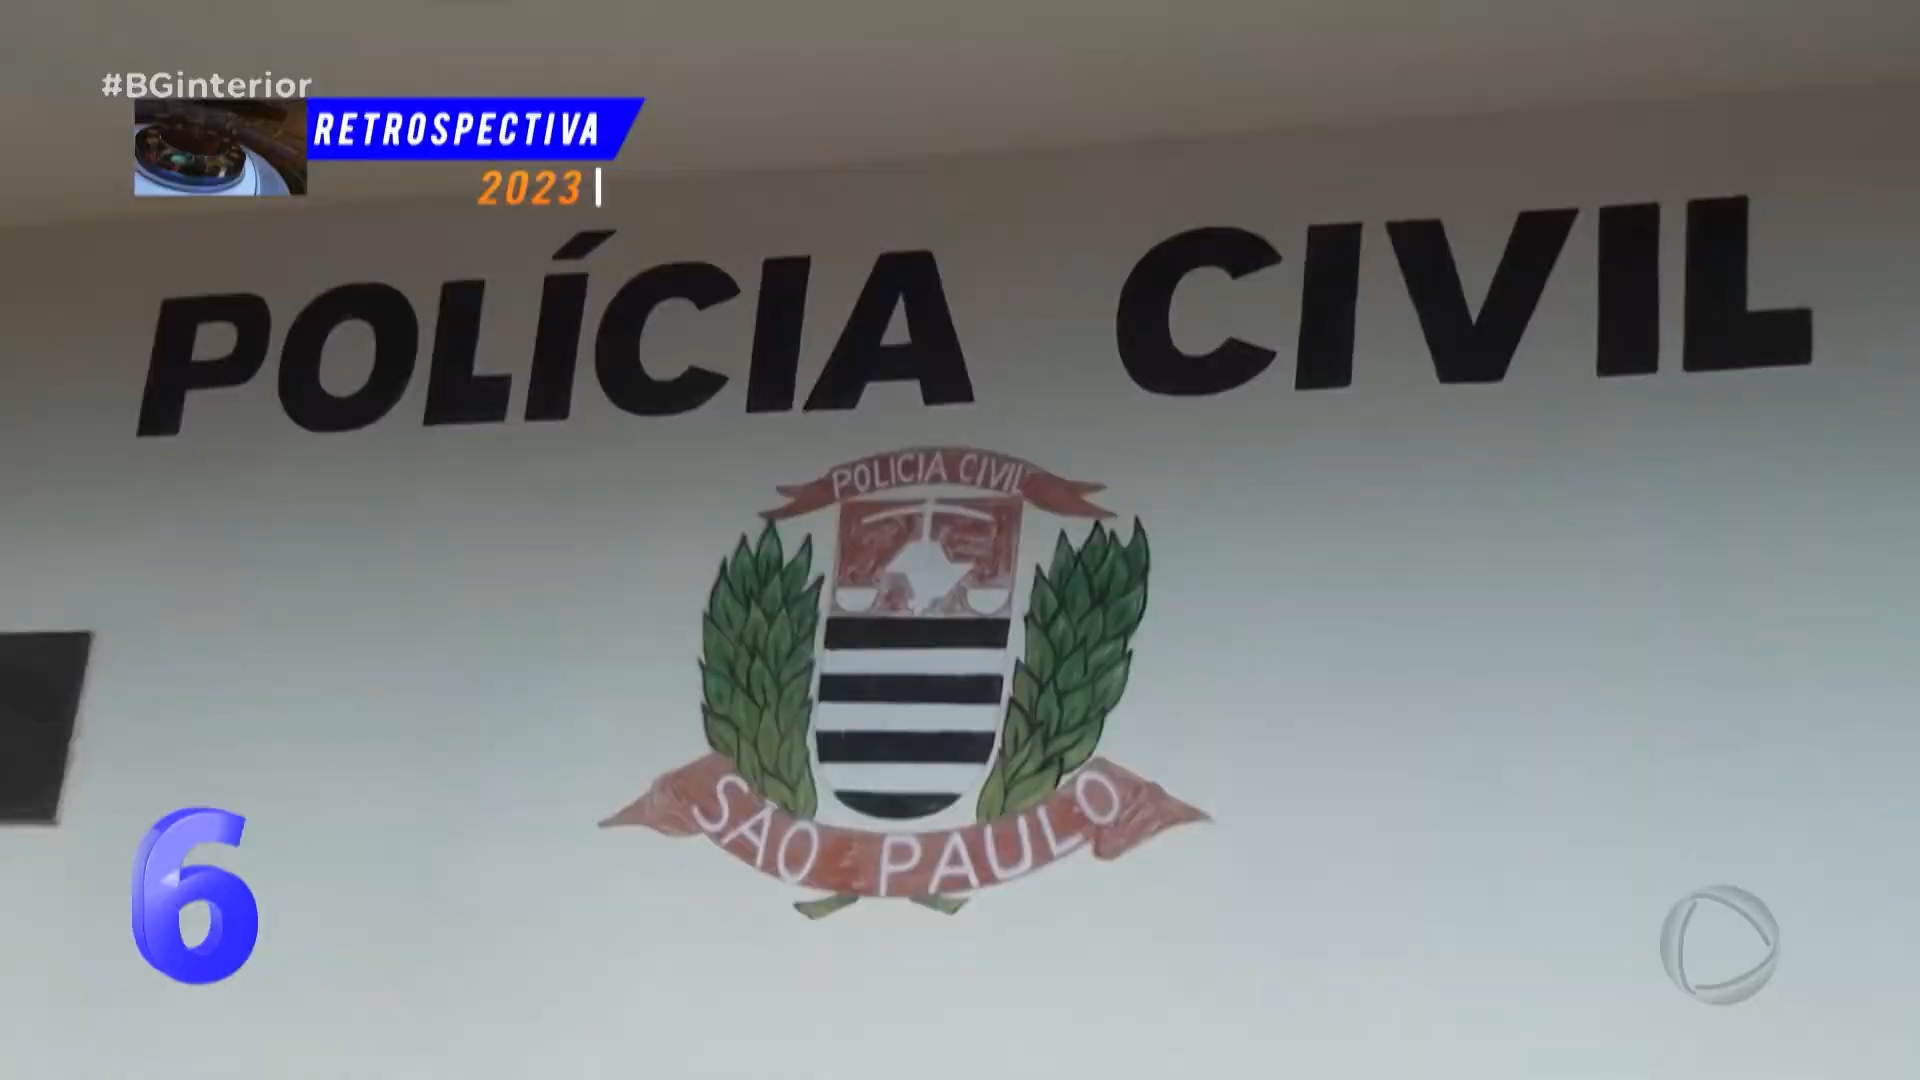 #BGinterior
RETROSPECTIVA
2023
POLÍCIA CIVIL
POLICIA CIVIL
SÃO PAULO
6